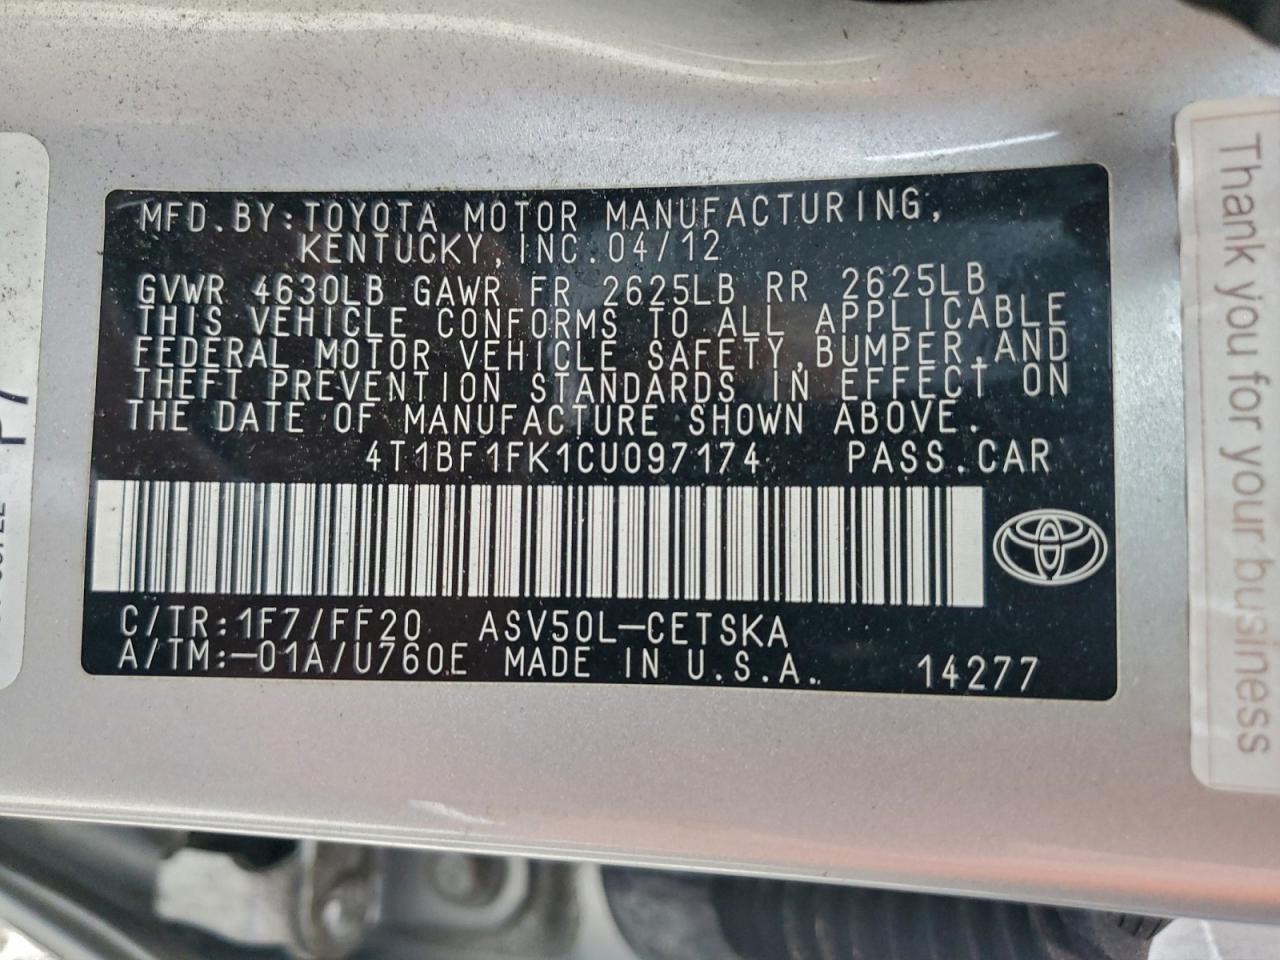 MFD.BY:TOYOTA MOTOR MANUFACTURING,
KENTUCKY,INC.04/12
GVWR 4630LB GAWR FR 2625LB RR 2625LB
THIS VEHICLE CONFORMS TO ALL APPLICABLE
FEDERAL MOTOR VEHICLE SAFETY,BUMPER,AND
THEFT PREVENTION STANDARDS IN EFFECT ON
THE DATE OF MANUFACTURE SHOWN ABOVE.
4T1BF1FK1CU097174 PASS.CAR
C/TR:1F7/FF20 ASV50L-CETSKA
A/TM:-01A/U760E MADE IN U.S.A. 14277
Thank you for your business